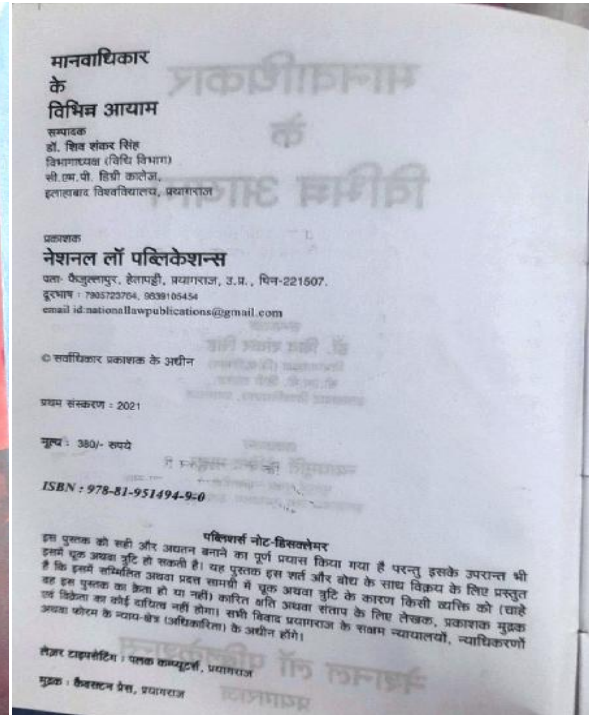 मानवाधिकार
के
विभिन्न आयाम
सम्पादक
डॉ. शिव शंकर सिंह
विभागाध्यक्ष (विधि विभाग)
सी.एम.पी. डिग्री कालेज,
इलाहाबाद विश्वविद्यालय, प्रयागराज
प्रकाशक
नेशनल लॉ पब्लिकेशन्स
पता- फैजुल्लापुर, हेतापट्टी, प्रयागराज, उ.प्र., पिन-221507.
दूरभाष : 7905723764, 9839105454
email id:nationallawpublications@gmail.com
© सर्वाधिकार प्रकाशक के अधीन
प्रथम संस्करण : 2021
मूल्य : 380/- रुपये
ISBN : 978-81-951494-9-0
पब्लिशर्स नोट-डिसक्लेमर
इस पुस्तक को सही और अद्यतन बनाने का पूर्ण प्रयास किया गया है परन्तु इसके उपरान्त भी
इसमें चूक अथवा त्रुटि हो सकती है। यह पुस्तक इस शर्त और बोध के साथ विक्रय के लिए प्रस्तुत
है कि इसमें सम्मिलित अथवा प्रदत्त सामग्री में चूक अथवा त्रुटि के कारण किसी व्यक्ति को (चाहे
वह इस पुस्तक का क्रेता हो या नहीं) कारित क्षति अथवा संताप के लिए लेखक, प्रकाशक मुद्रक
एवं विक्रेता का कोई दायित्व नहीं होगा। सभी विवाद प्रयागराज के सक्षम न्यायालयों, न्यायाधिकरणों
अथवा फोरम के न्याय-क्षेत्र (अधिकारिता) के अधीन होंगे।
लेज़र टाइपसेटिंग : पलक कम्प्यूटर्स, प्रयागराज
मुद्रक : कैक्सटन प्रेस, प्रयागराज